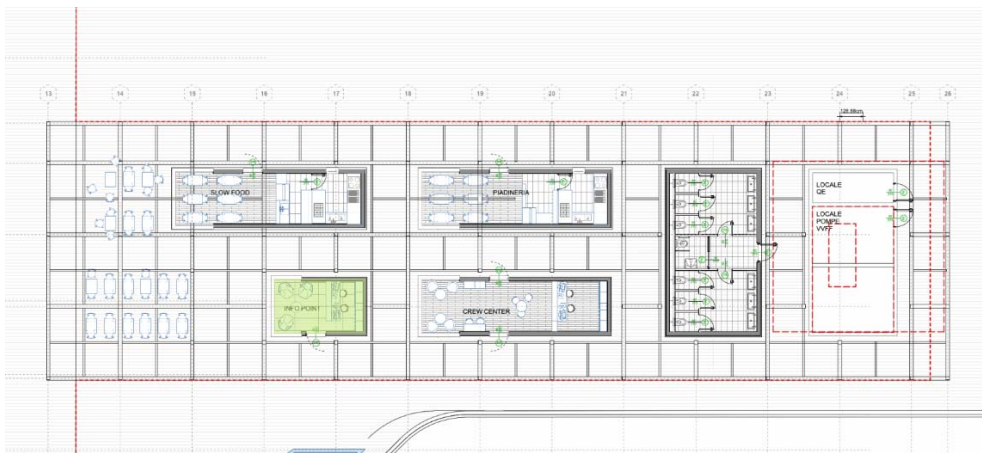 13 14 15 16 17 18 19 20 21 22 23 24 25 26
SLOW FOOD
PIADINERIA
LOCALE
QE
LOCALE
POMPE
VVFF
INFO POINT
CREW CENTER